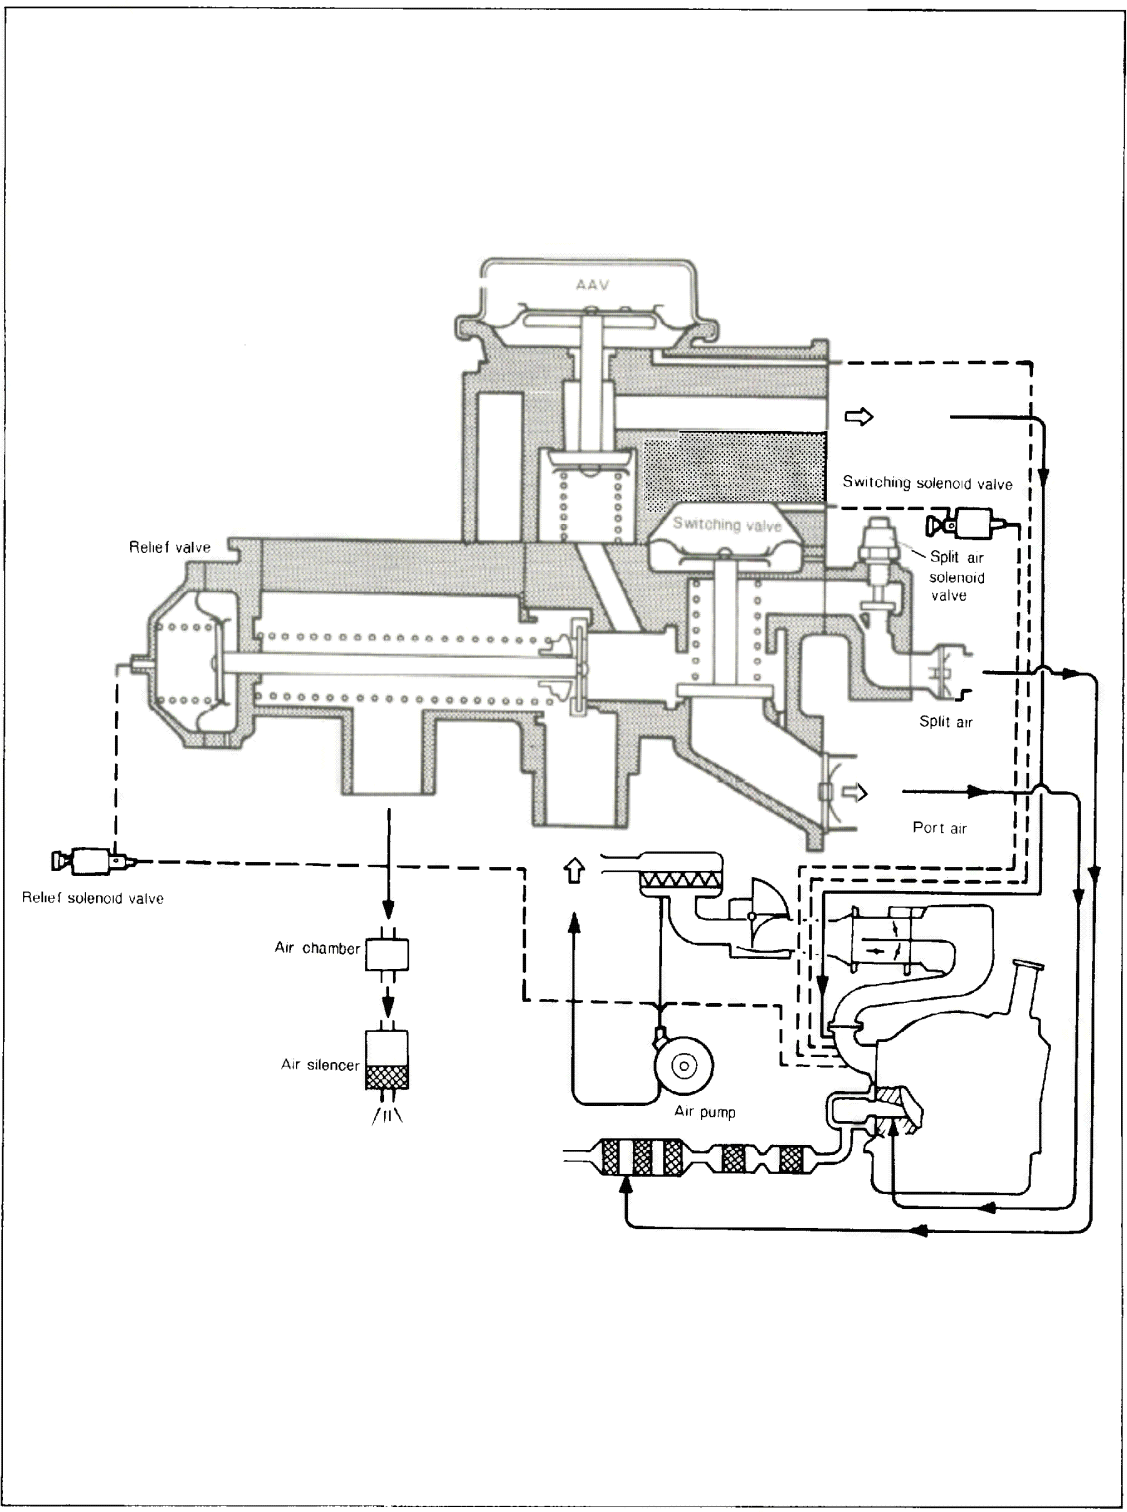 AAV
Switching solenoid valve
Switching valve
Relief valve
Split air
solenoid
valve
Split air
Port air
Relief solenoid valve
Air chamber
Air silencer
Air pump